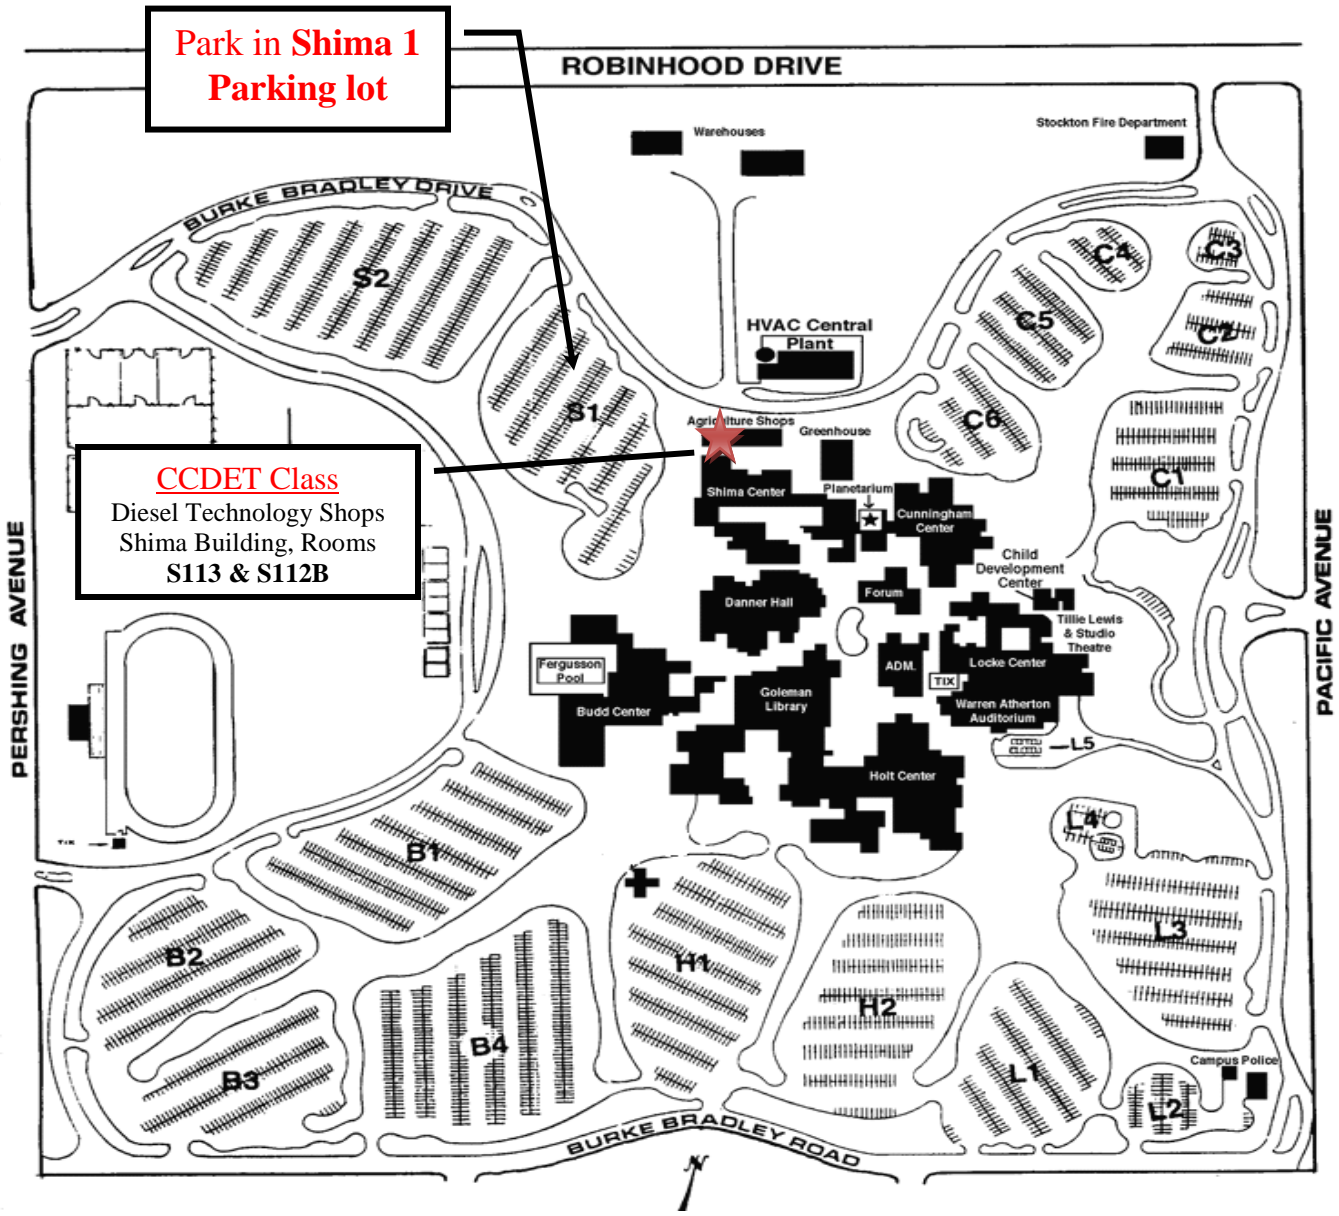 Park in Shima 1
Parking lot
ROBINHOOD DRIVE
Warehouses
Stockton Fire Department
BURKE BRADLEY DRIVE
S2
C4
C3
C5
C2
HVAC Central
Plant
S1
C6
Agriculture Shops
Greenhouse
C1
CCDET Class
Diesel Technology Shops
Shima Building, Rooms
S113 & S112B
Shima Center
Planetarium
Cunningham
Center
Child
Development
Center
PERSHING AVENUE
PACIFIC AVENUE
Danner Hall
Forum
Tillie Lewis
& Studio
Theatre
Fergusson
Pool
ADM.
Locke Center
TIX
Goleman
Library
Budd Center
Warren Atherton
Auditorium
L5
Holt Center
TIX
B1
L4
B2
H1
L3
H2
B4
B3
L1
Campus Police
L2
BURKE BRADLEY ROAD
N